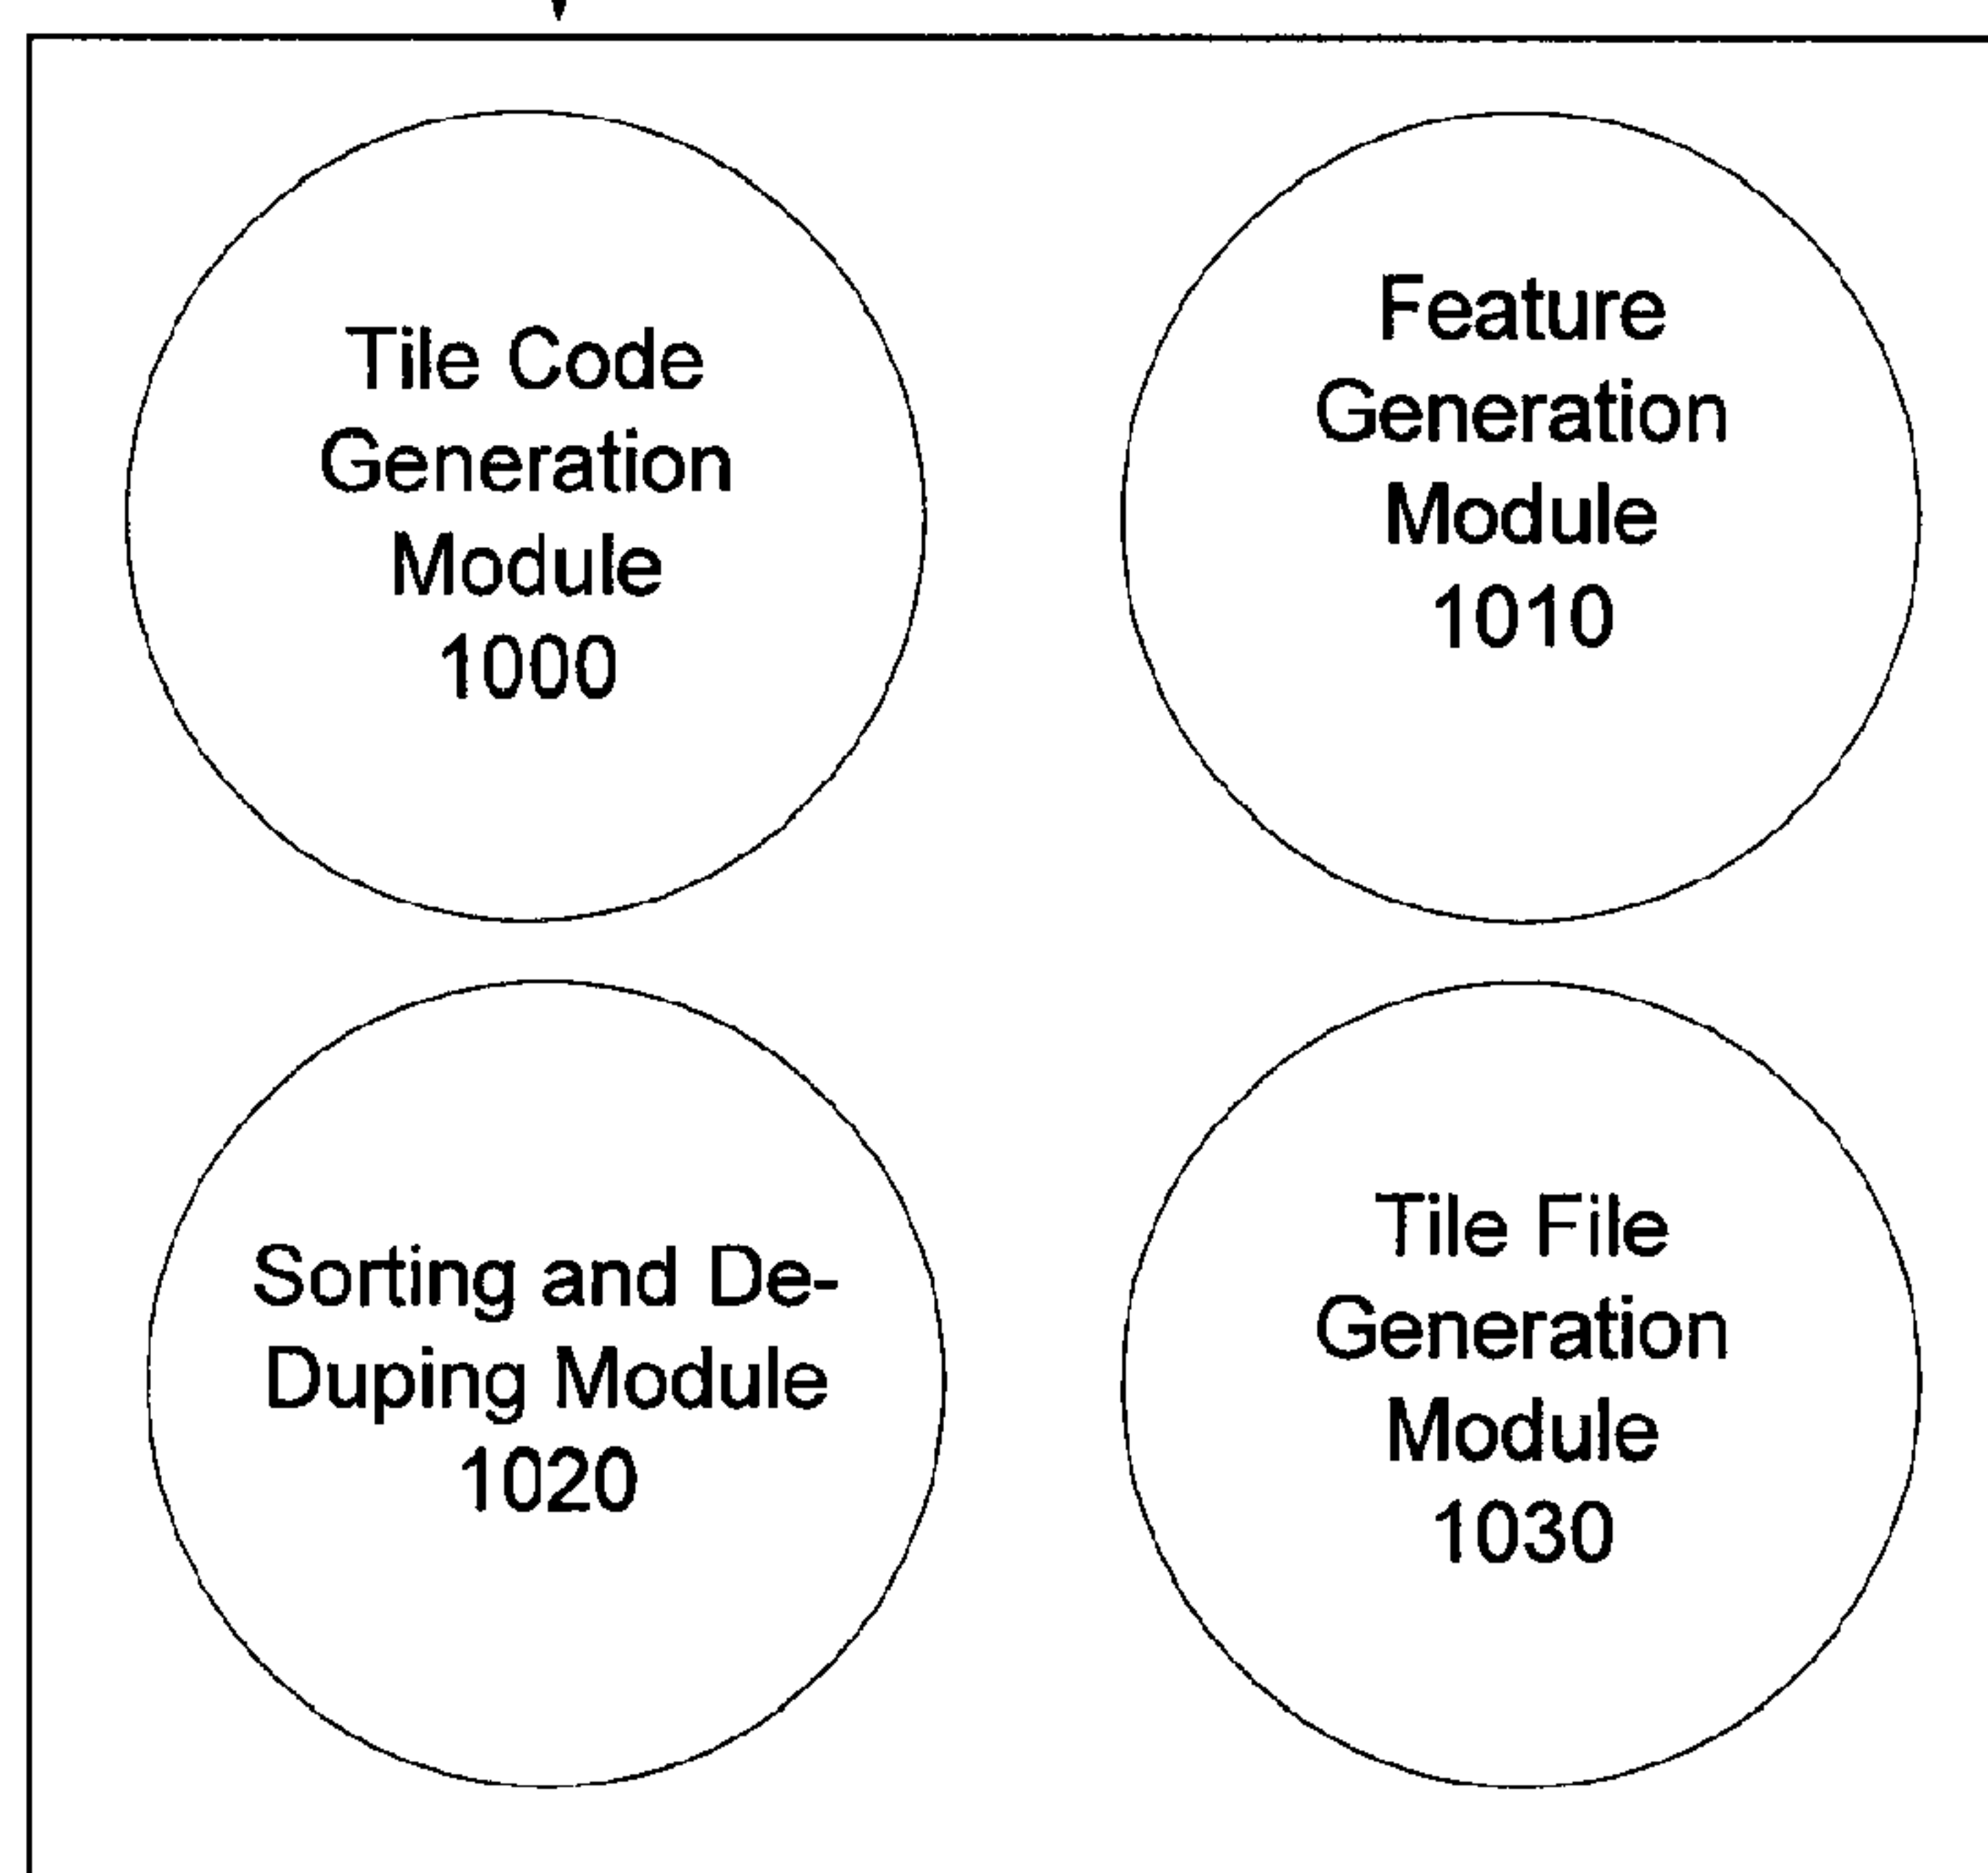 Tile Code
Generation
Module
1000
Feature
Generation
Module
1010
Sorting and De-
Duping Module
1020
Tile File
Generation
Module
1030